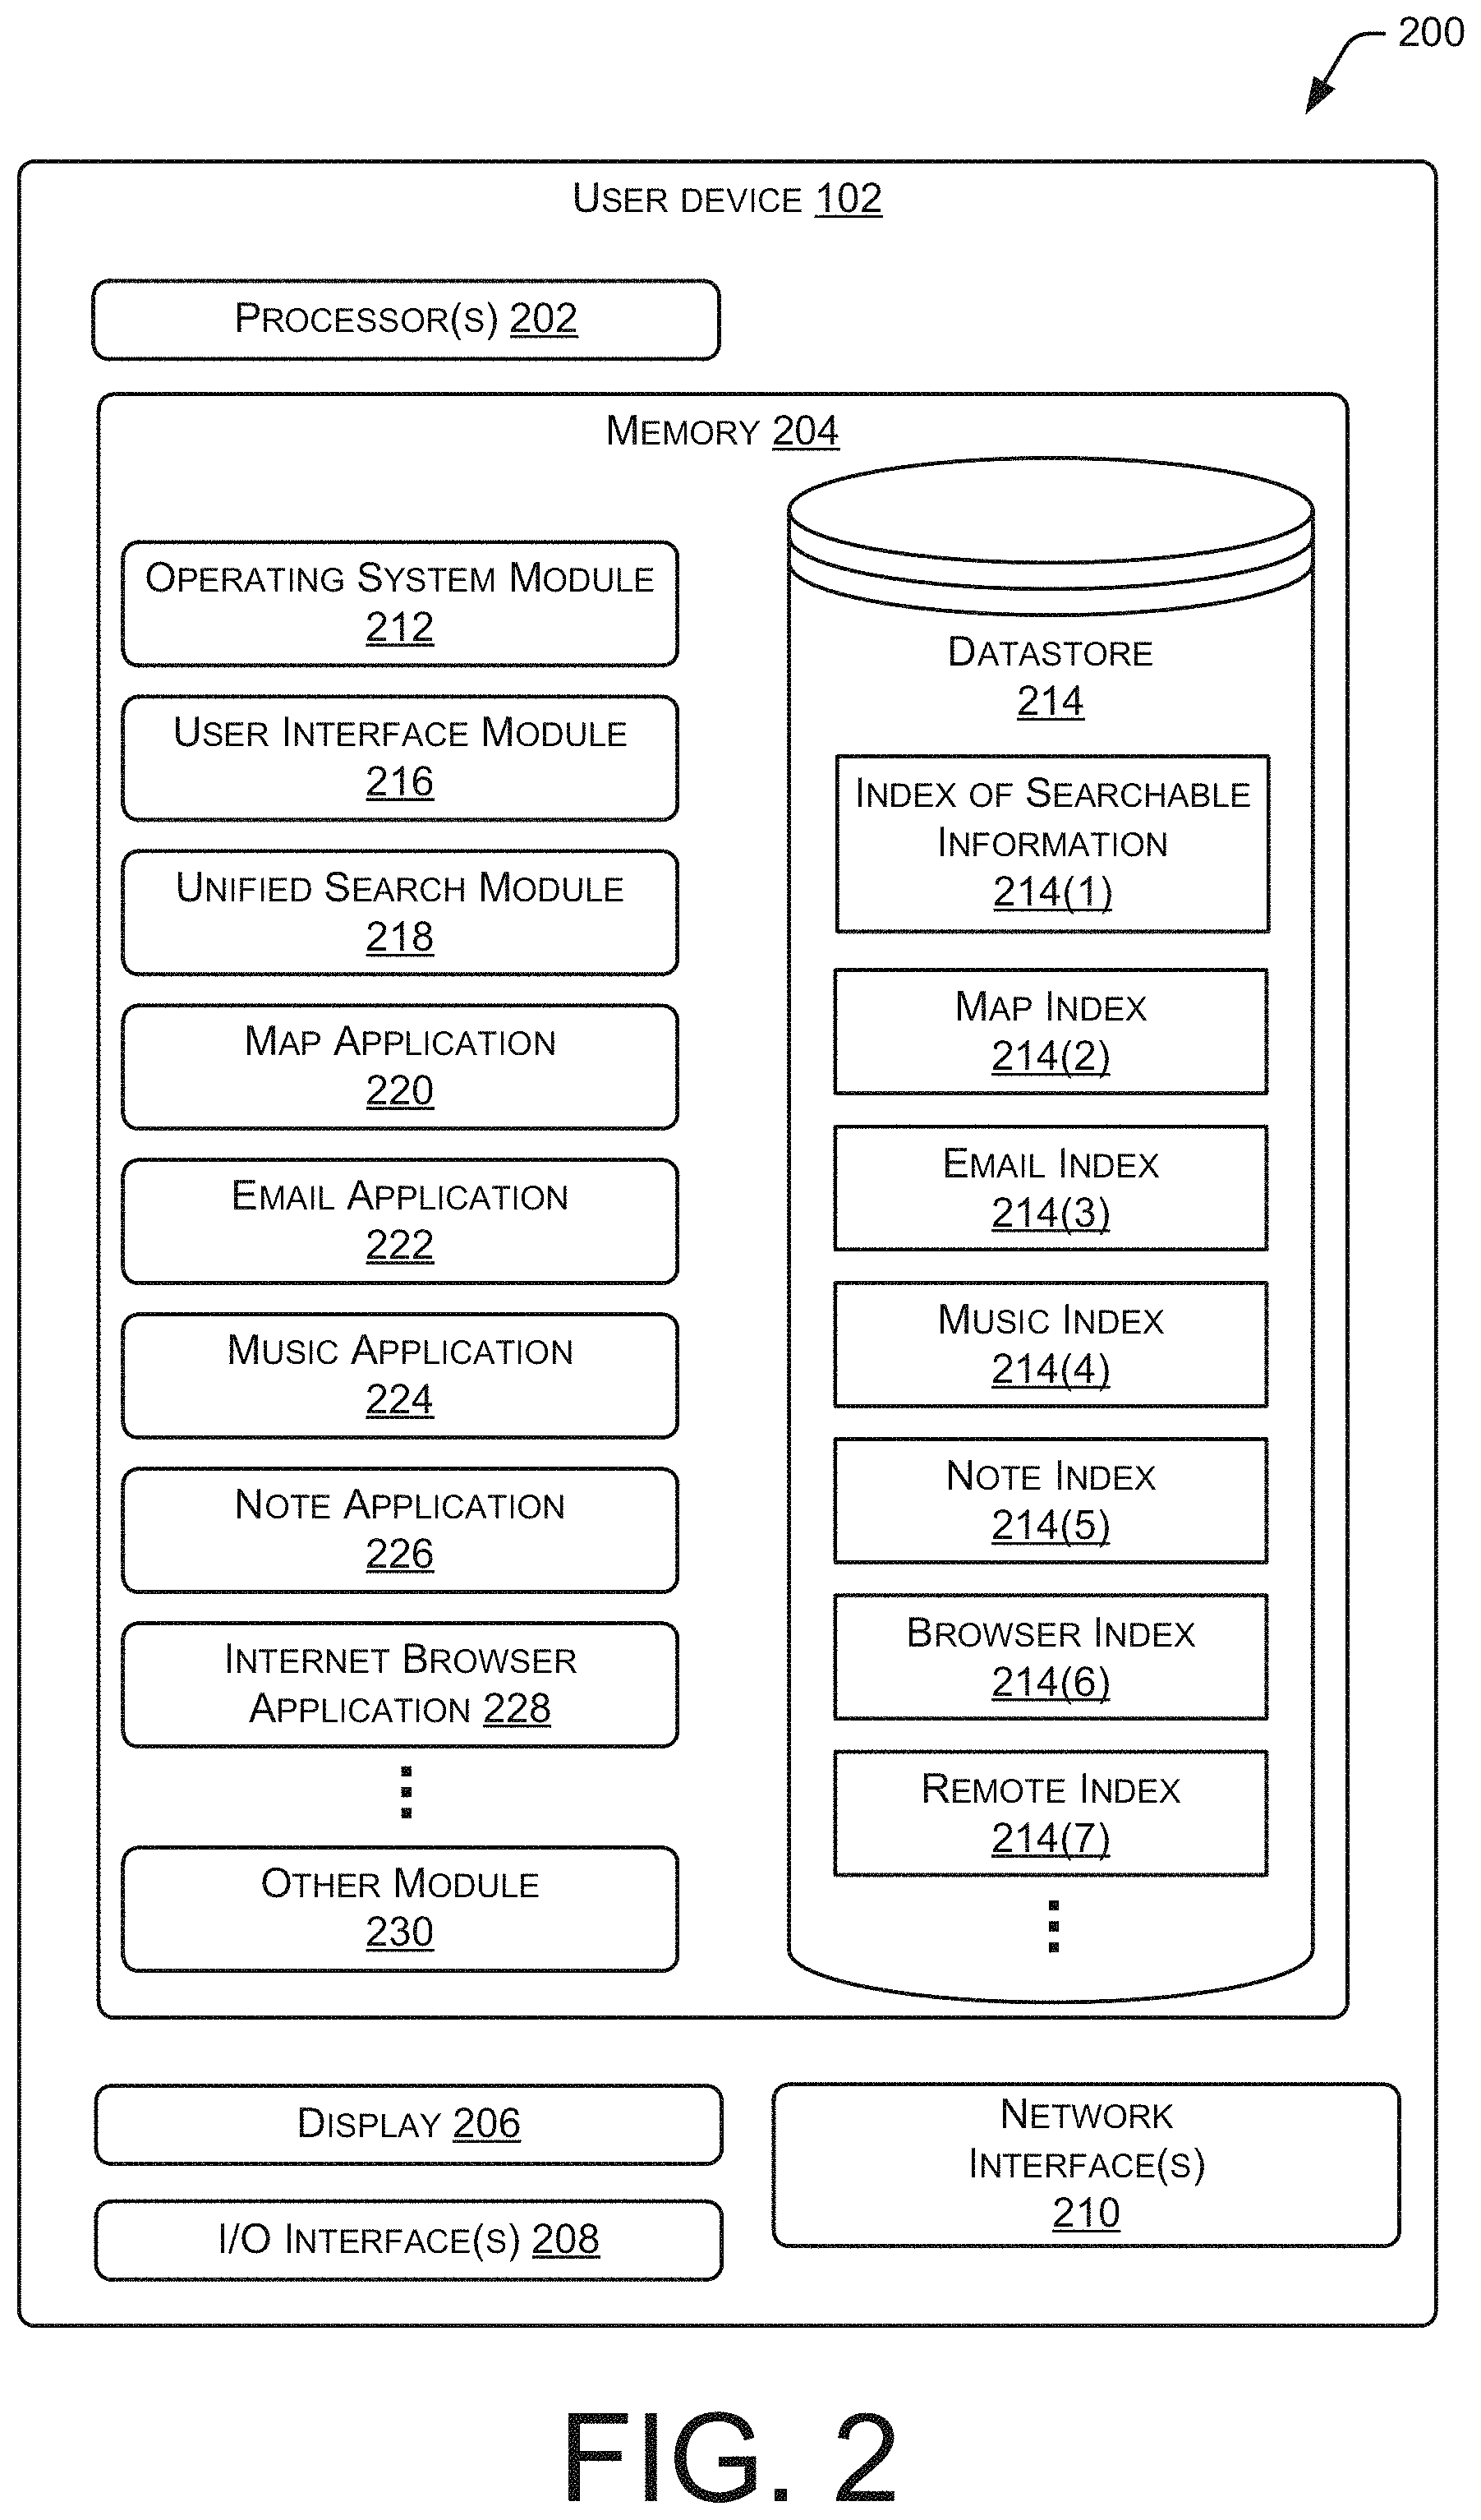 200
USER DEVICE 102
PROCESSOR(S) 202
MEMORY 204
OPERATING SYSTEM MODULE
212
USER INTERFACE MODULE
216
UNIFIED SEARCH MODULE
218
MAP APPLICATION
220
EMAIL APPLICATION
222
MUSIC APPLICATION
224
NOTE APPLICATION
226
INTERNET BROWSER
APPLICATION 228
OTHER MODULE
230
DATASTORE
214
INDEX OF SEARCHABLE
INFORMATION
214(1)
MAP INDEX
214(2)
EMAIL INDEX
214(3)
MUSIC INDEX
214(4)
NOTE INDEX
214(5)
BROWSER INDEX
214(6)
REMOTE INDEX
214(7)
DISPLAY 206
I/O INTERFACE(S) 208
NETWORK
INTERFACE(S)
210
FIG. 2